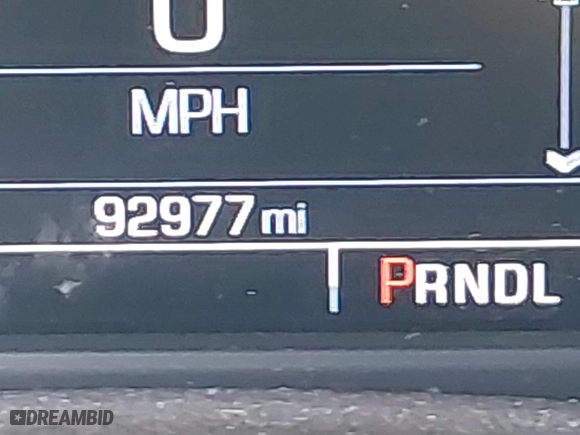 0
MPH
92977 mi
PRNDL
DREAMBID